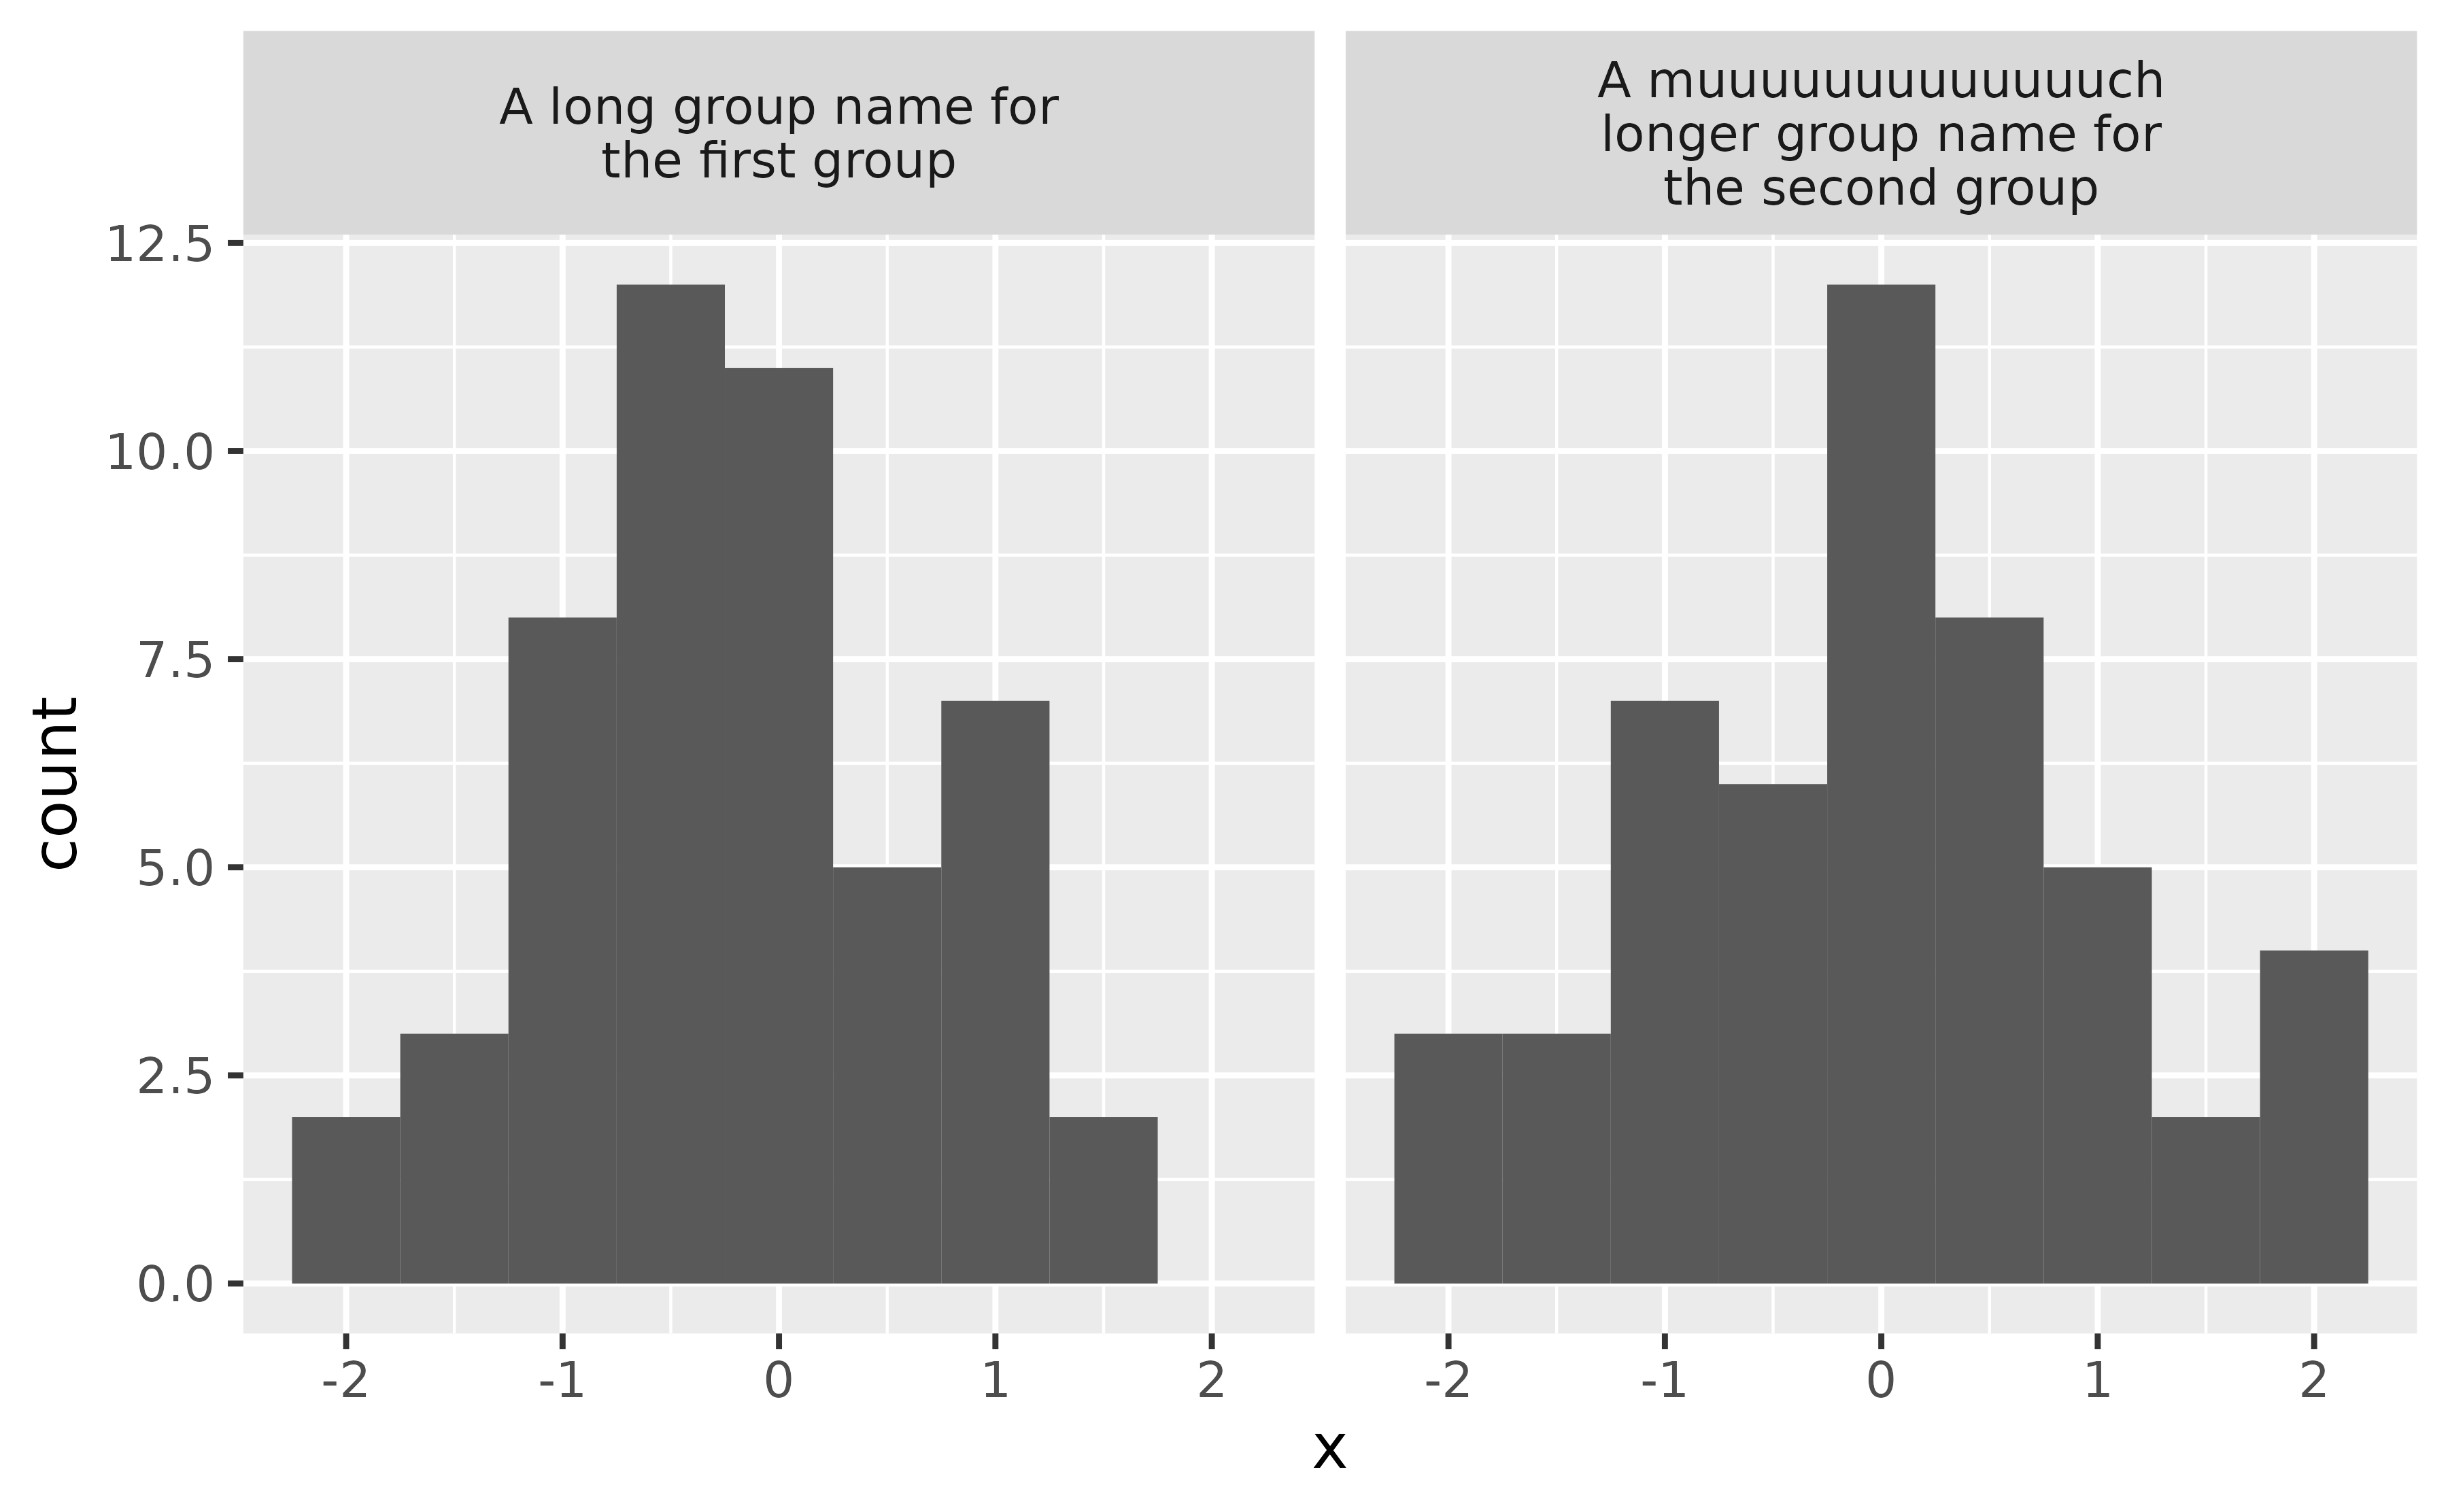 A long group name for
the first group
A muuuuuuuuuuuuuuch
longer group name for
the second group
12.5
10.0
7.5
5.0
2.5
0.0
count
-2 -1 0 1 2
-2 -1 0 1 2
x